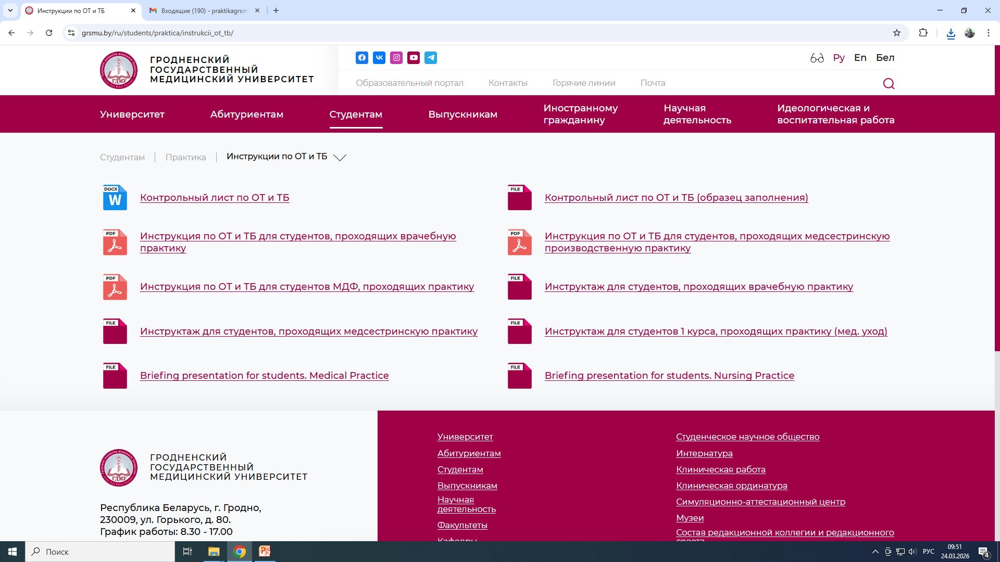 Инструкции по ОТ и ТБ
Входящие (190) - praktikagrsm
grsmu.by/ru/students/praktica/instrukcii_ot_tb/
ГРОДНЕНСКИЙ
ГОСУДАРСТВЕННЫЙ
МЕДИЦИНСКИЙ УНИВЕРСИТЕТ
ГДМУ
Ру En Бел
Образовательный портал Контакты Горячие линии Почта
Университет
Абитуриентам
Студентам
Выпускникам
Иностранному
гражданину
Научная
деятельность
Идеологическая и
воспитательная работа
Студентам Практика Инструкции по ОТ и ТБ
DOCX
W
Контрольный лист по ОТ и ТБ
FILE
Контрольный лист по ОТ и ТБ (образец заполнения)
PDF
Инструкция по ОТ и ТБ для студентов, проходящих врачебную
практику
PDF
Инструкция по ОТ и ТБ для студентов, проходящих медсестринскую
производственную практику
PDF
Инструкция по ОТ и ТБ для студентов МДФ, проходящих практику
FILE
Инструктаж для студентов, проходящих врачебную практику
FILE
Инструктаж для студентов, проходящих медсестринскую практику
FILE
Инструктаж для студентов 1 курса, проходящих практику (мед. уход)
FILE
Briefing presentation for students. Medical Practice
FILE
Briefing presentation for students. Nursing Practice
ГДМУ
ГРОДНЕНСКИЙ
ГОСУДАРСТВЕННЫЙ
МЕДИЦИНСКИЙ УНИВЕРСИТЕТ
Республика Беларусь, г. Гродно,
230009, ул. Горького, д. 80.
График работы: 8.30 - 17.00
Университет
Абитуриентам
Студентам
Выпускникам
Научная
деятельность
Факультеты
Кафедры
Студенческое научное общество
Интернатура
Клиническая работа
Клиническая ординатура
Симуляционно-аттестационный центр
Музеи
Состав редакционной коллегии и редакционного
совета
Поиск
РУС
09:51
24.03.2026
4